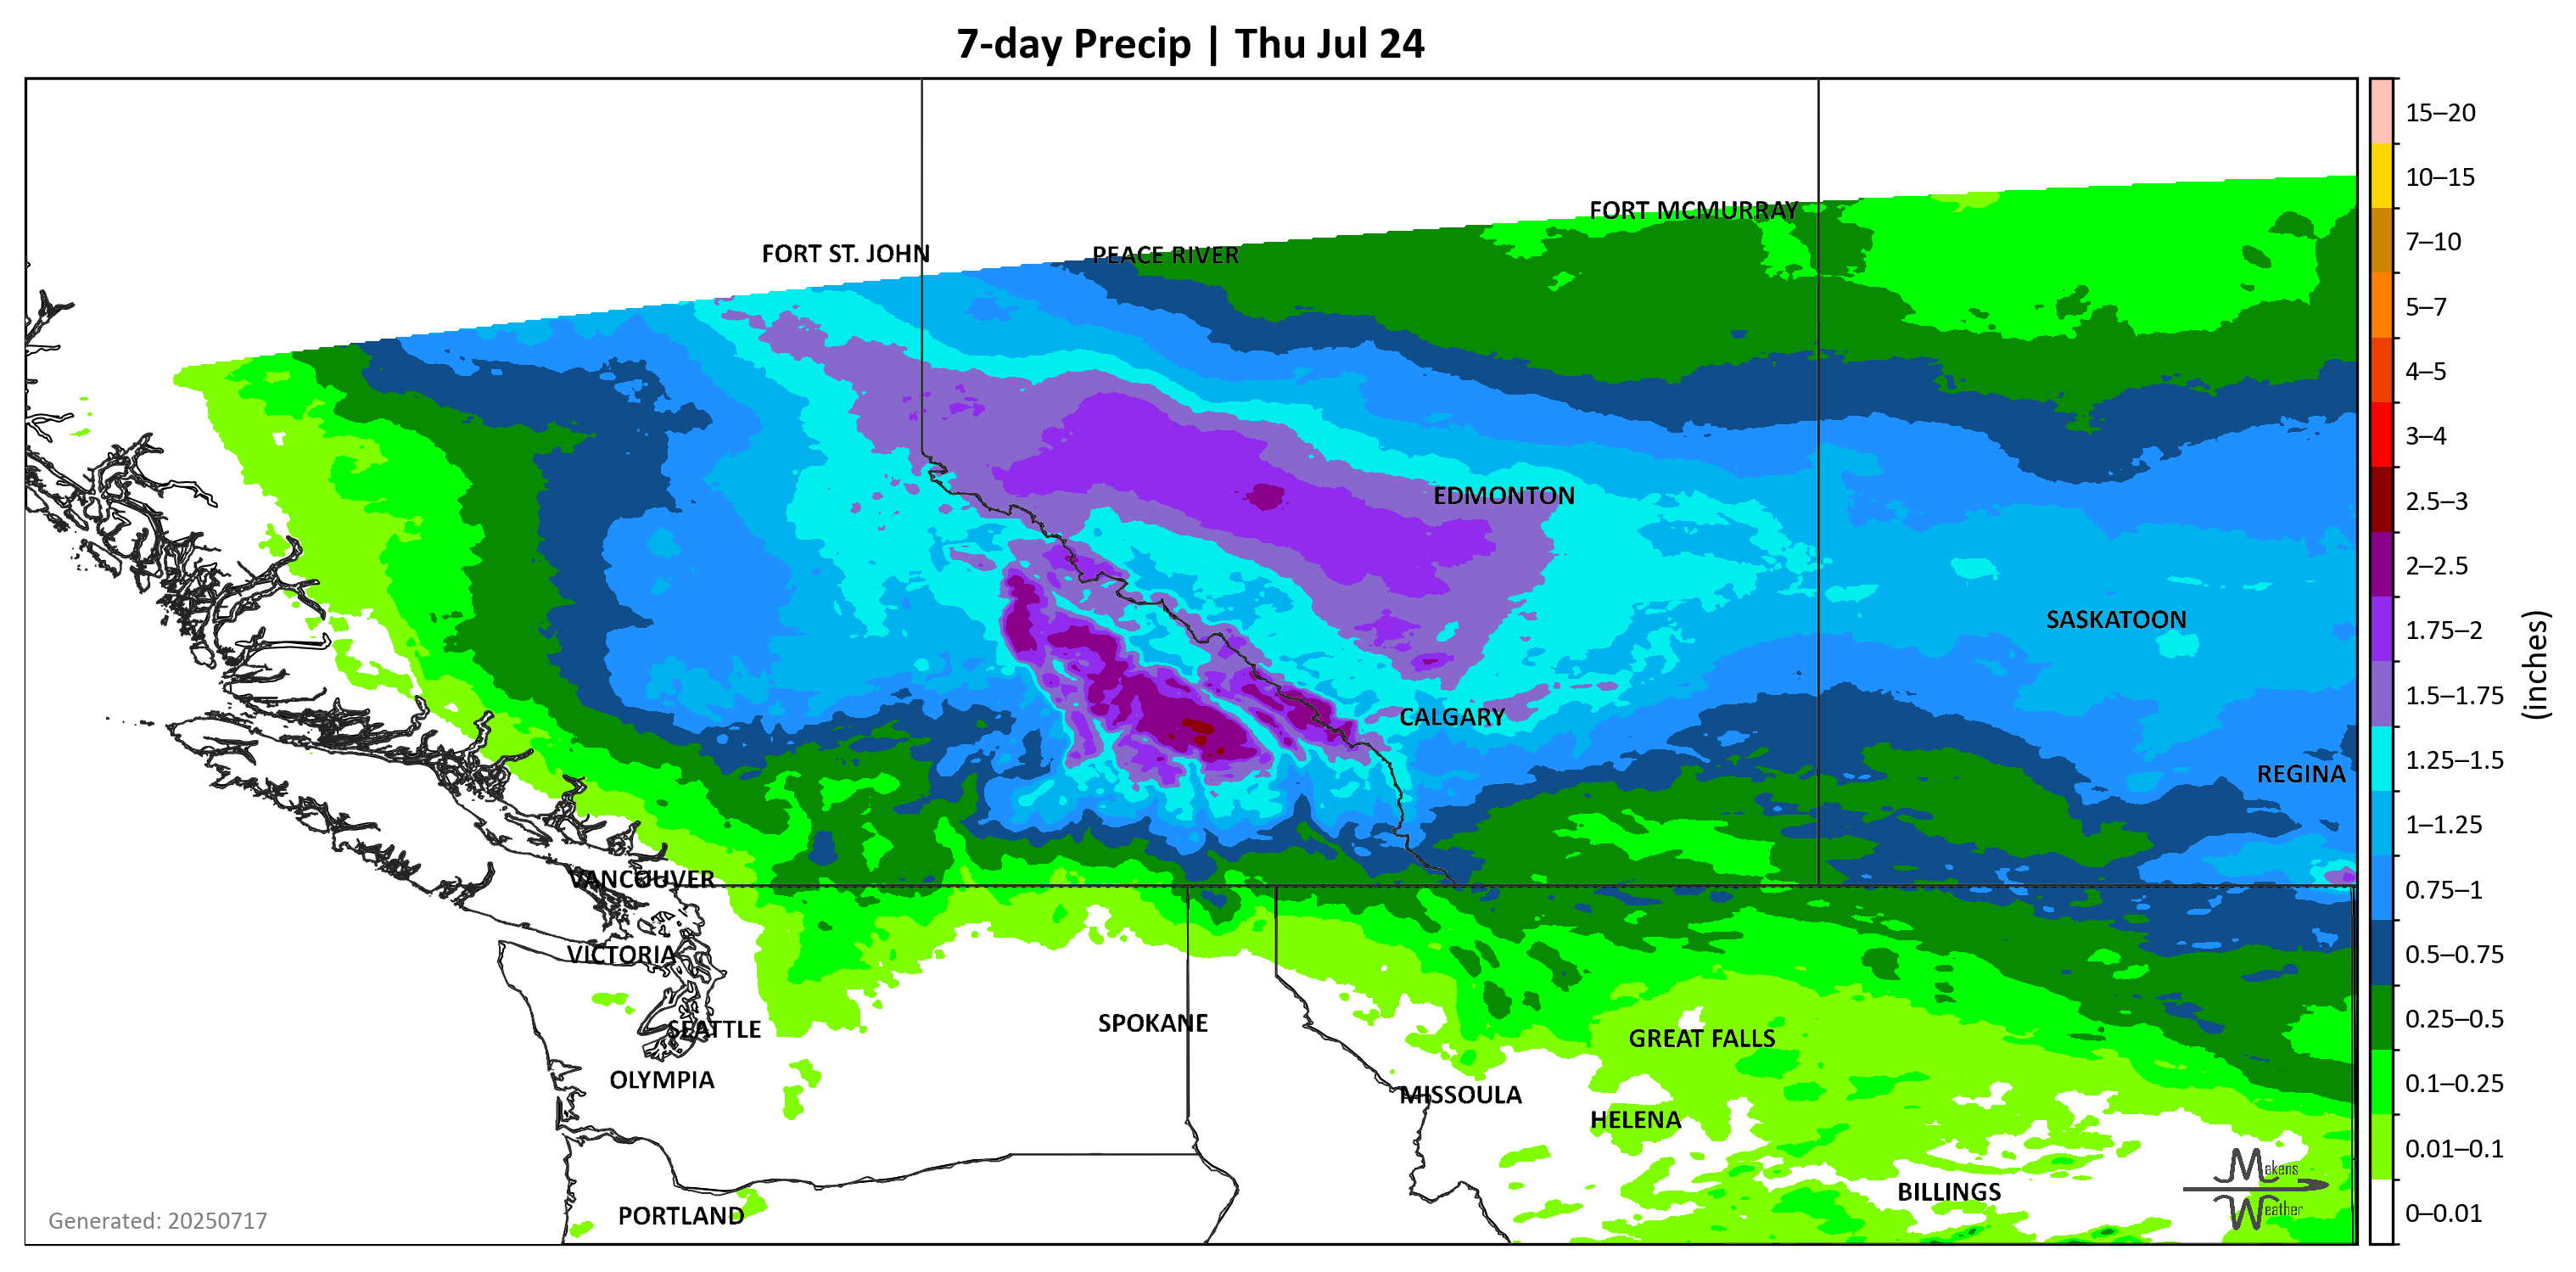 7-day Precip | Thu Jul 24
15–20
10–15
7–10
5–7
4–5
3–4
2.5–3
2–2.5
1.75–2
1.5–1.75
1.25–1.5
1–1.25
0.75–1
0.5–0.75
0.25–0.5
0.1–0.25
0.01–0.1
0–0.01
(inches)
FORT MCMURRAY
FORT ST. JOHN
PEACE RIVER
EDMONTON
SASKATOON
CALGARY
REGINA
VANCOUVER
VICTORIA
SEATTLE
SPOKANE
GREAT FALLS
OLYMPIA
MISSOULA
HELENA
BILLINGS
PORTLAND
Makens
Weather
Generated: 20250717